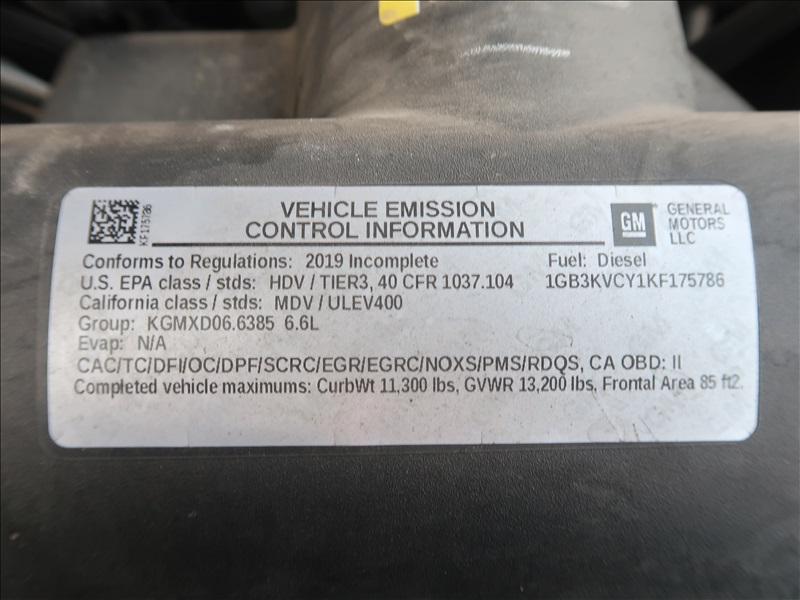 KF175786
VEHICLE EMISSION
CONTROL INFORMATION
GM
GENERAL
MOTORS
LLC
Conforms to Regulations: 2019 Incomplete
Fuel: Diesel
U.S. EPA class / stds: HDV / TIER3, 40 CFR 1037.104
1GB3KVCY1KF175786
California class / stds: MDV / ULEV400
Group: KGMXD06.6385 6.6L
Evap: N/A
CAC/TC/DFI/OC/DPF/SCRC/EGR/EGRC/NOXS/PMS/RDQS, CA OBD: II
Completed vehicle maximums: CurbWt 11,300 lbs, GVWR 13,200 lbs, Frontal Area 85 ft2.